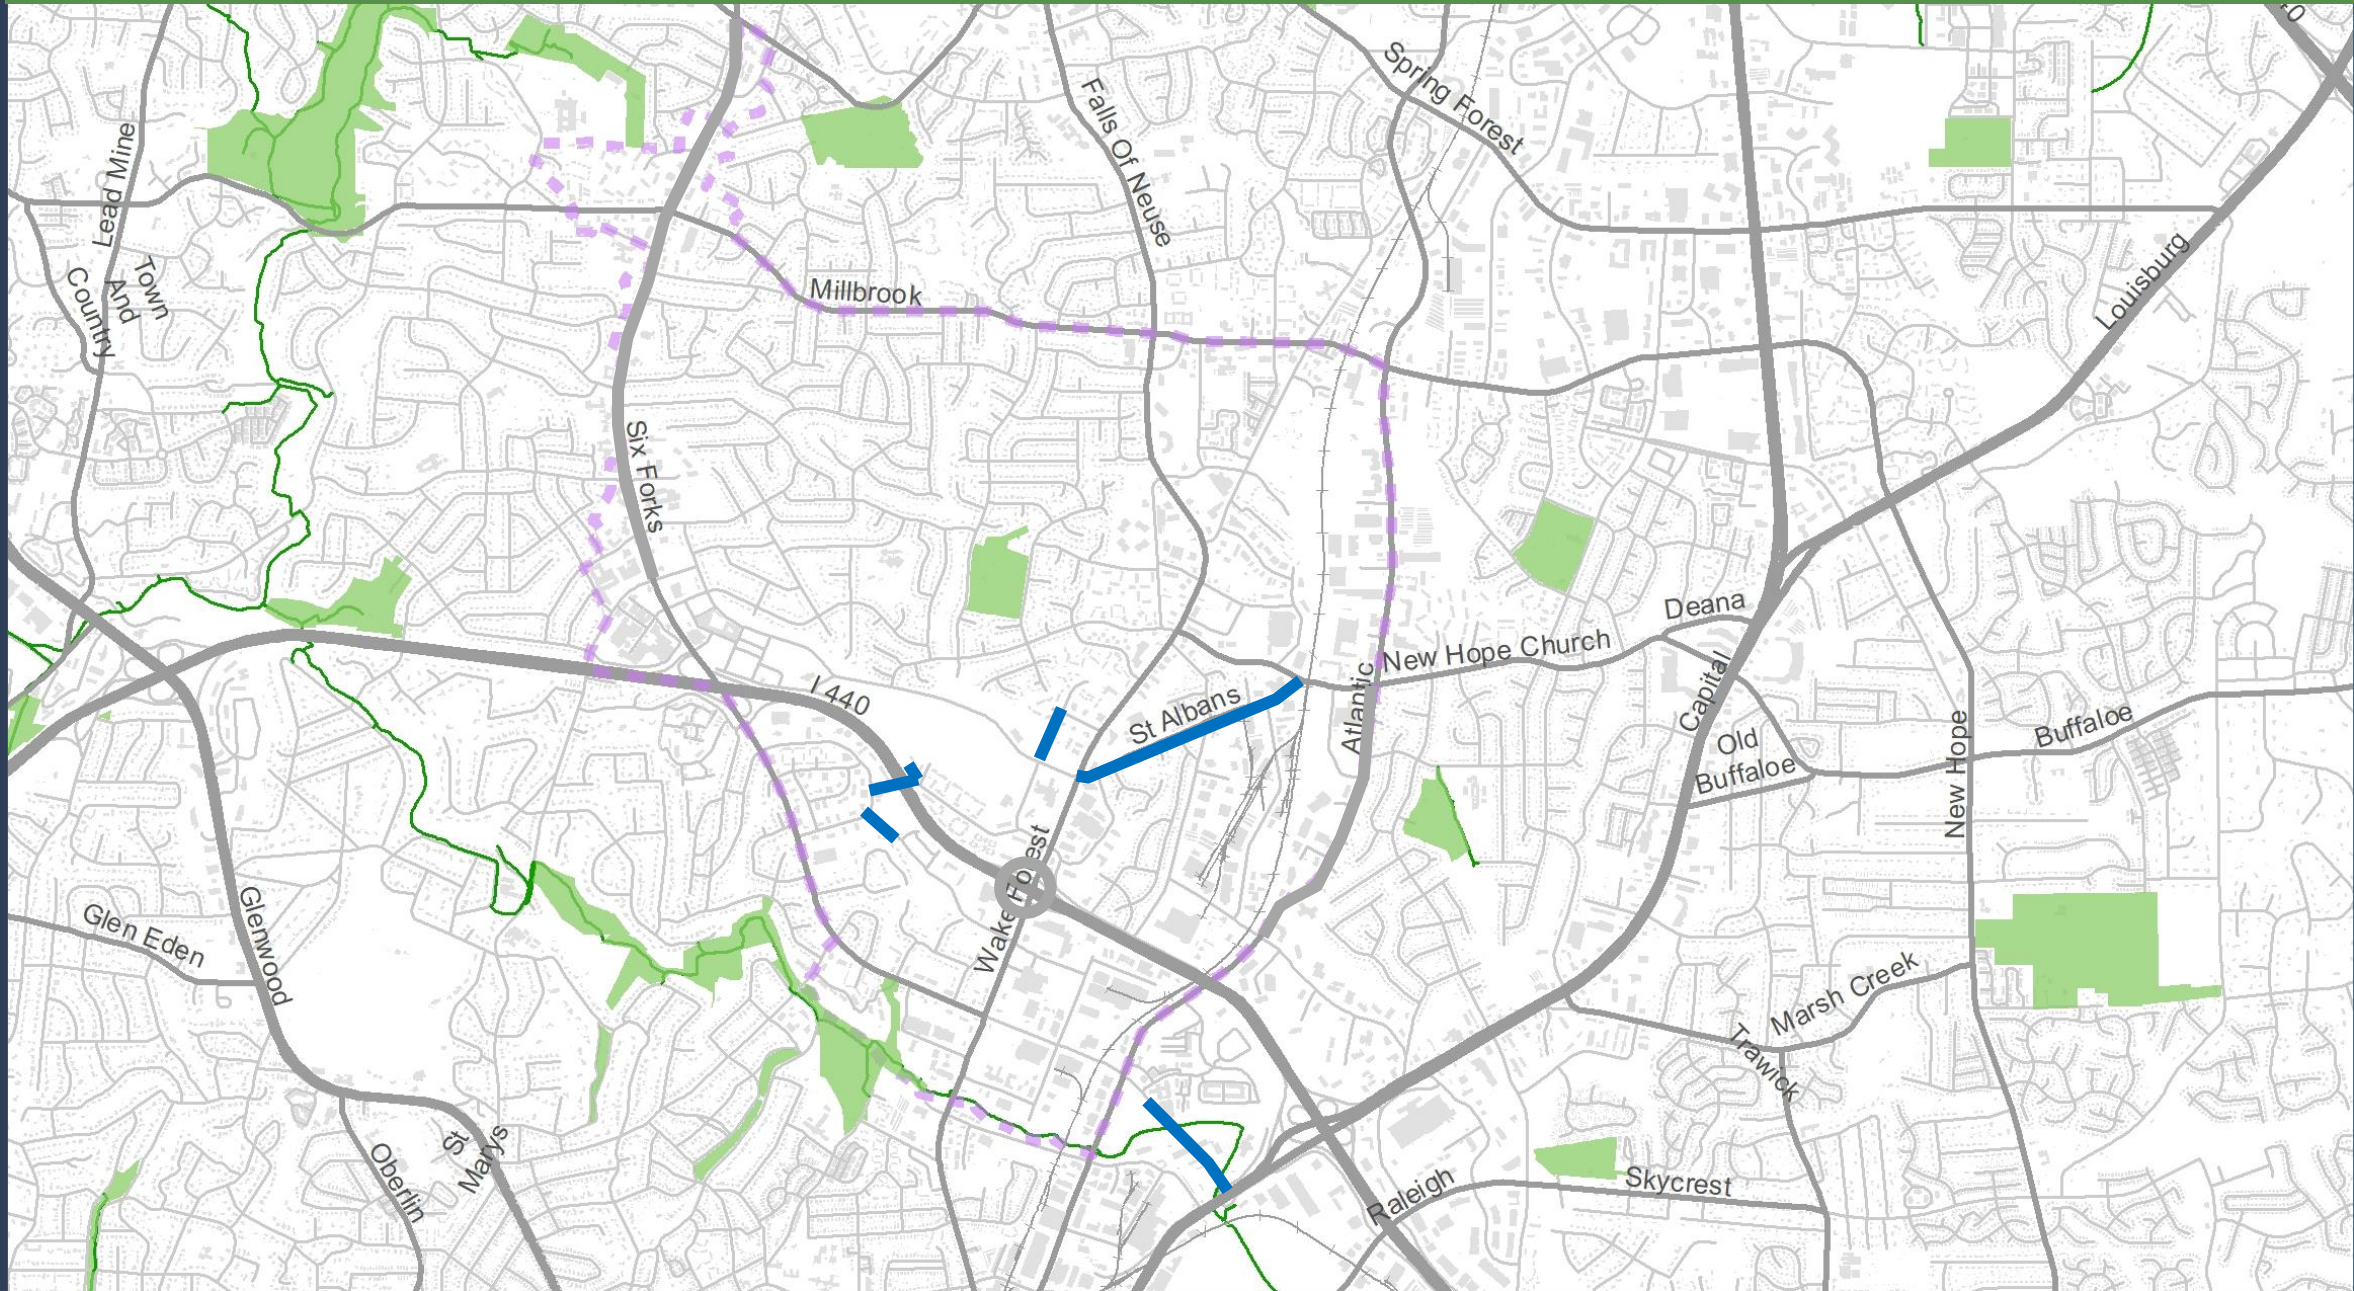 40
Spring Forest
Falls Of Neuse
Lead Mine
Town
And
Country
Millbrook
Louisburg
Six Forks
Deana
New Hope Church
I 440
St Albans
Atlantic
Capital
Old
Buffaloe
New Hope
Buffaloe
Wake Forest
Glenwood
Glen Eden
Marsh Creek
Trawick
St
Marys
Oberlin
Raleigh
Skycrest